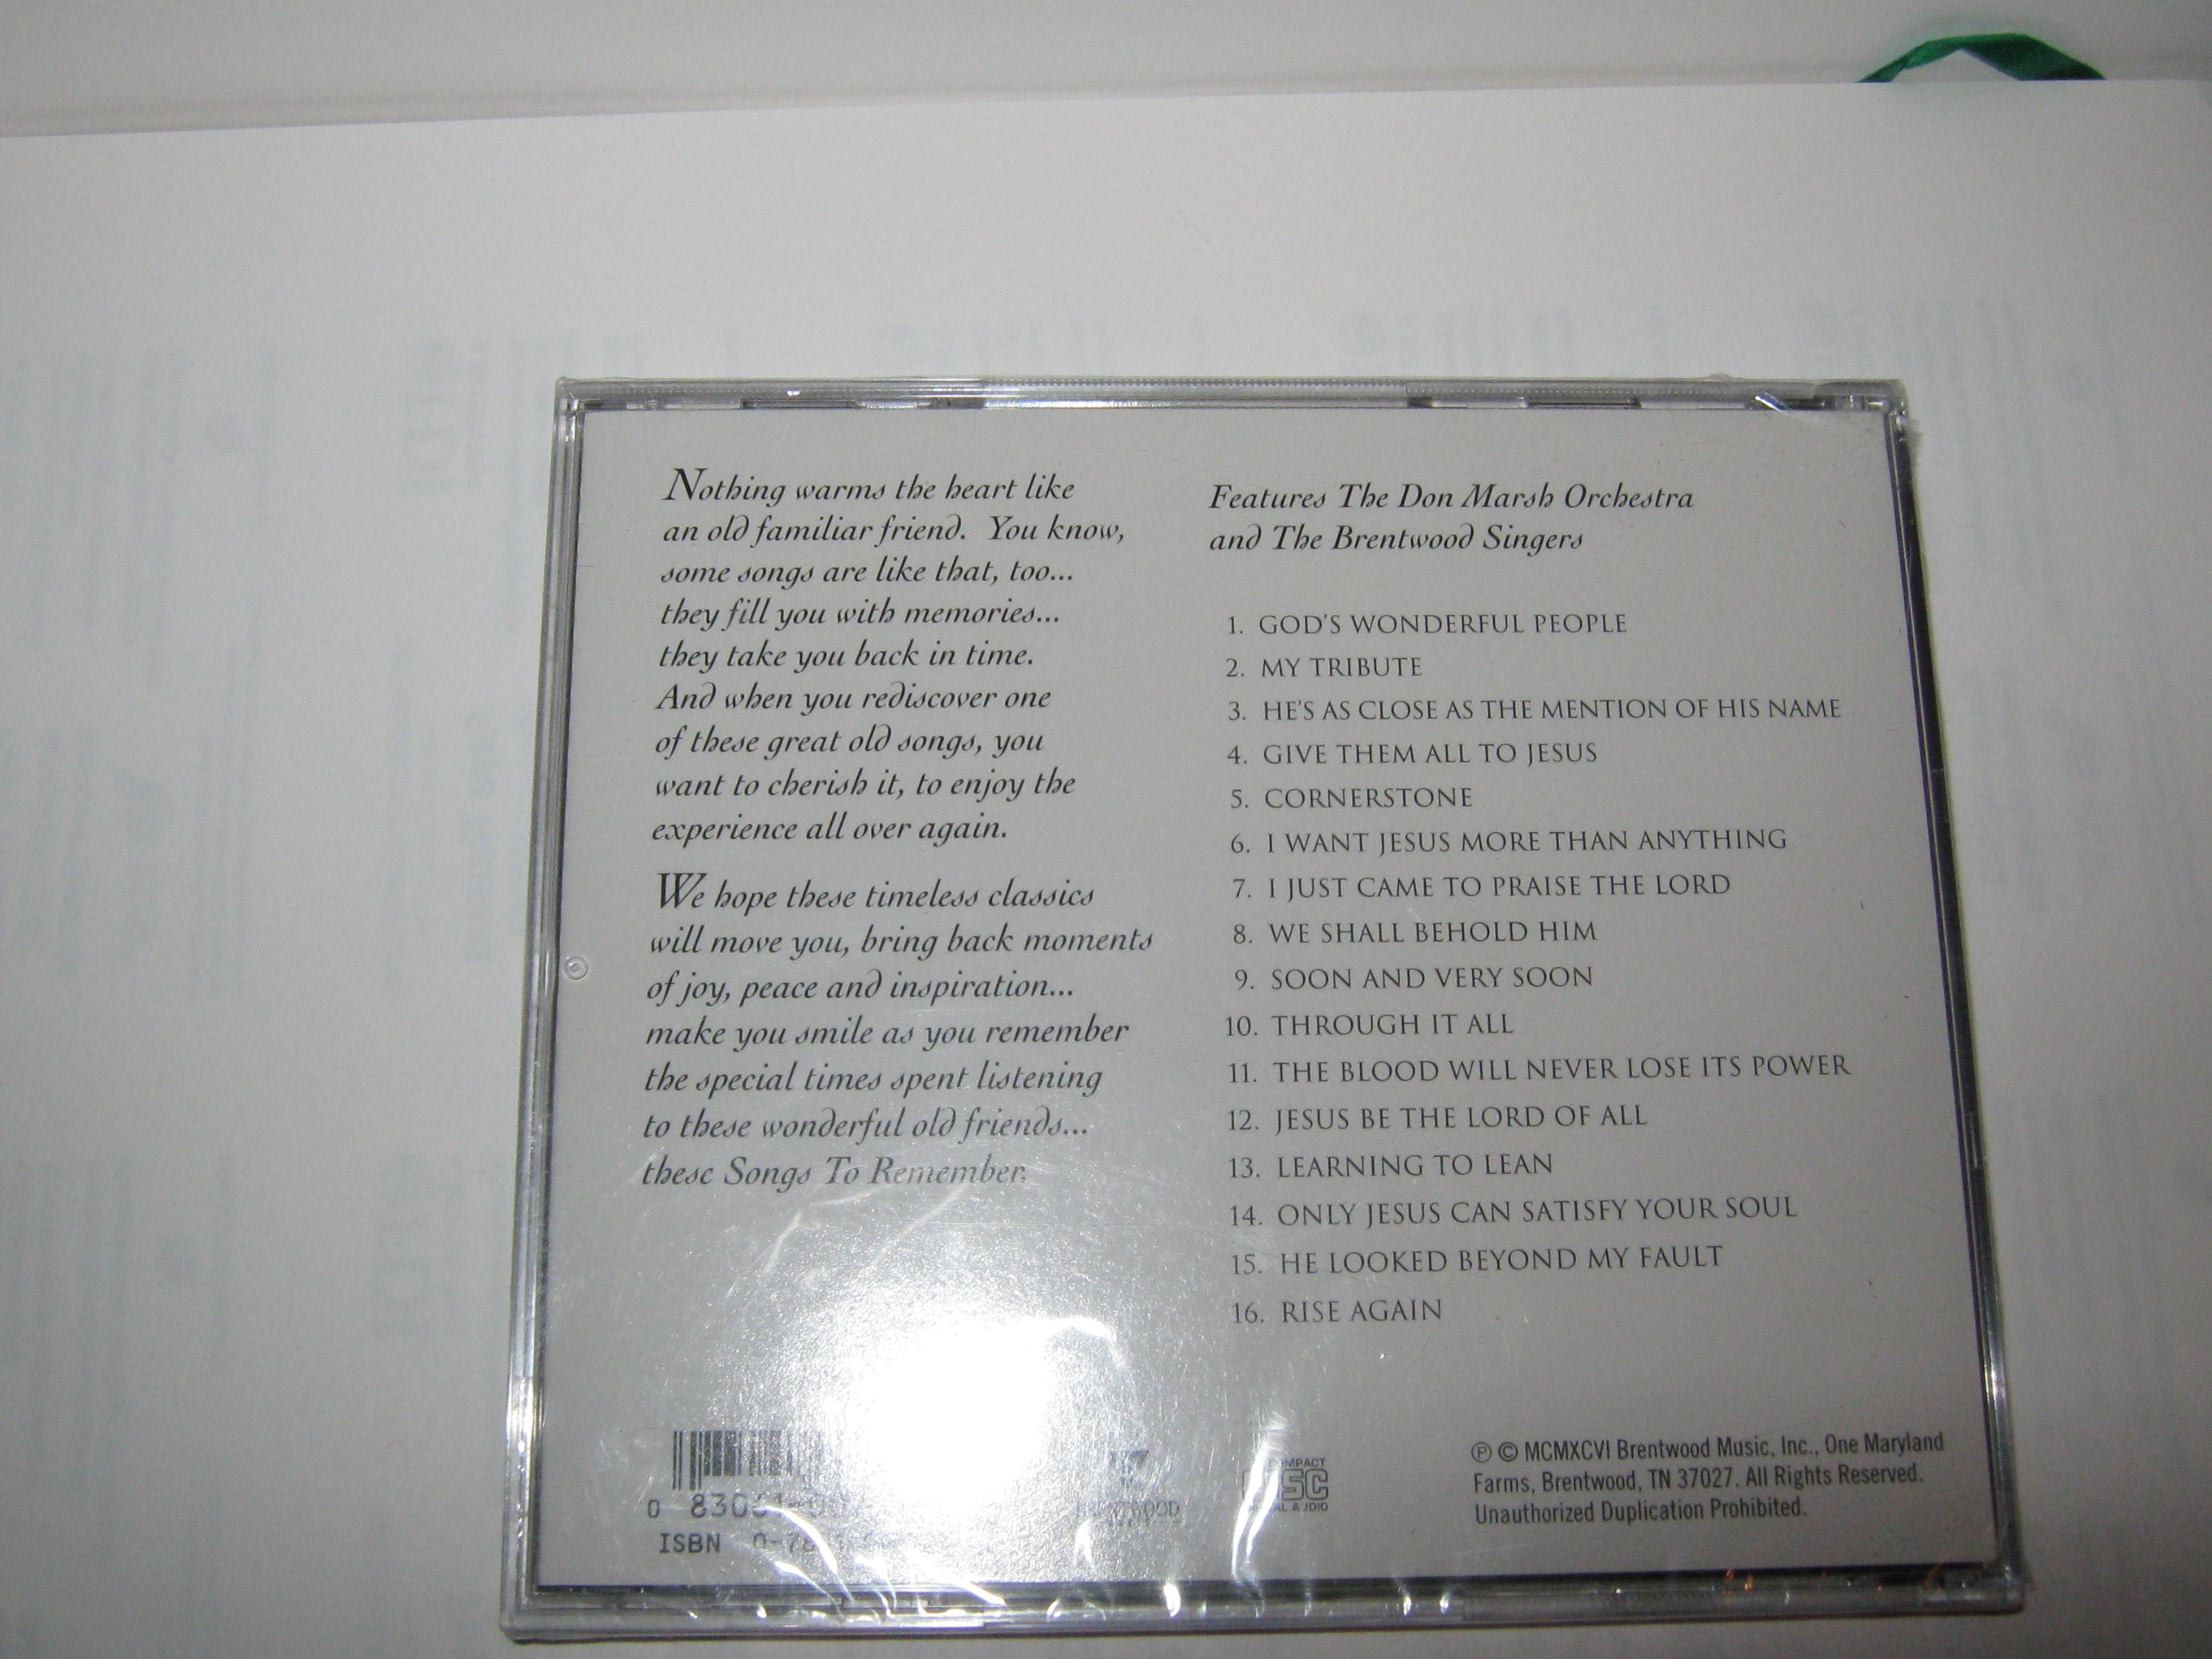 Nothing warms the heart like
an old familiar friend. You know,
some songs are like that, too...
they fill you with memories...
they take you back in time.
And when you rediscover one
of these great old songs, you
want to cherish it, to enjoy the
experience all over again.
We hope these timeless classics
will move you, bring back moments
of joy, peace and inspiration...
make you smile as you remember
the special times spent listening
to these wonderful old friends...
these Songs To Remember.
Features The Don Marsh Orchestra
and The Brentwood Singers
1. GOD'S WONDERFUL PEOPLE
2. MY TRIBUTE
3. HE'S AS CLOSE AS THE MENTION OF HIS NAME
4. GIVE THEM ALL TO JESUS
5. CORNERSTONE
6. I WANT JESUS MORE THAN ANYTHING
7. I JUST CAME TO PRAISE THE LORD
8. WE SHALL BEHOLD HIM
9. SOON AND VERY SOON
10. THROUGH IT ALL
11. THE BLOOD WILL NEVER LOSE ITS POWER
12. JESUS BE THE LORD OF ALL
13. LEARNING TO LEAN
14. ONLY JESUS CAN SATISFY YOUR SOUL
15. HE LOOKED BEYOND MY FAULT
16. RISE AGAIN
0
ISBN
COMPACT
DISC
DIGITAL AUDIO
℗ © MCMXCVI Brentwood Music, Inc., One Maryland
Farms, Brentwood, TN 37027. All Rights Reserved.
Unauthorized Duplication Prohibited.